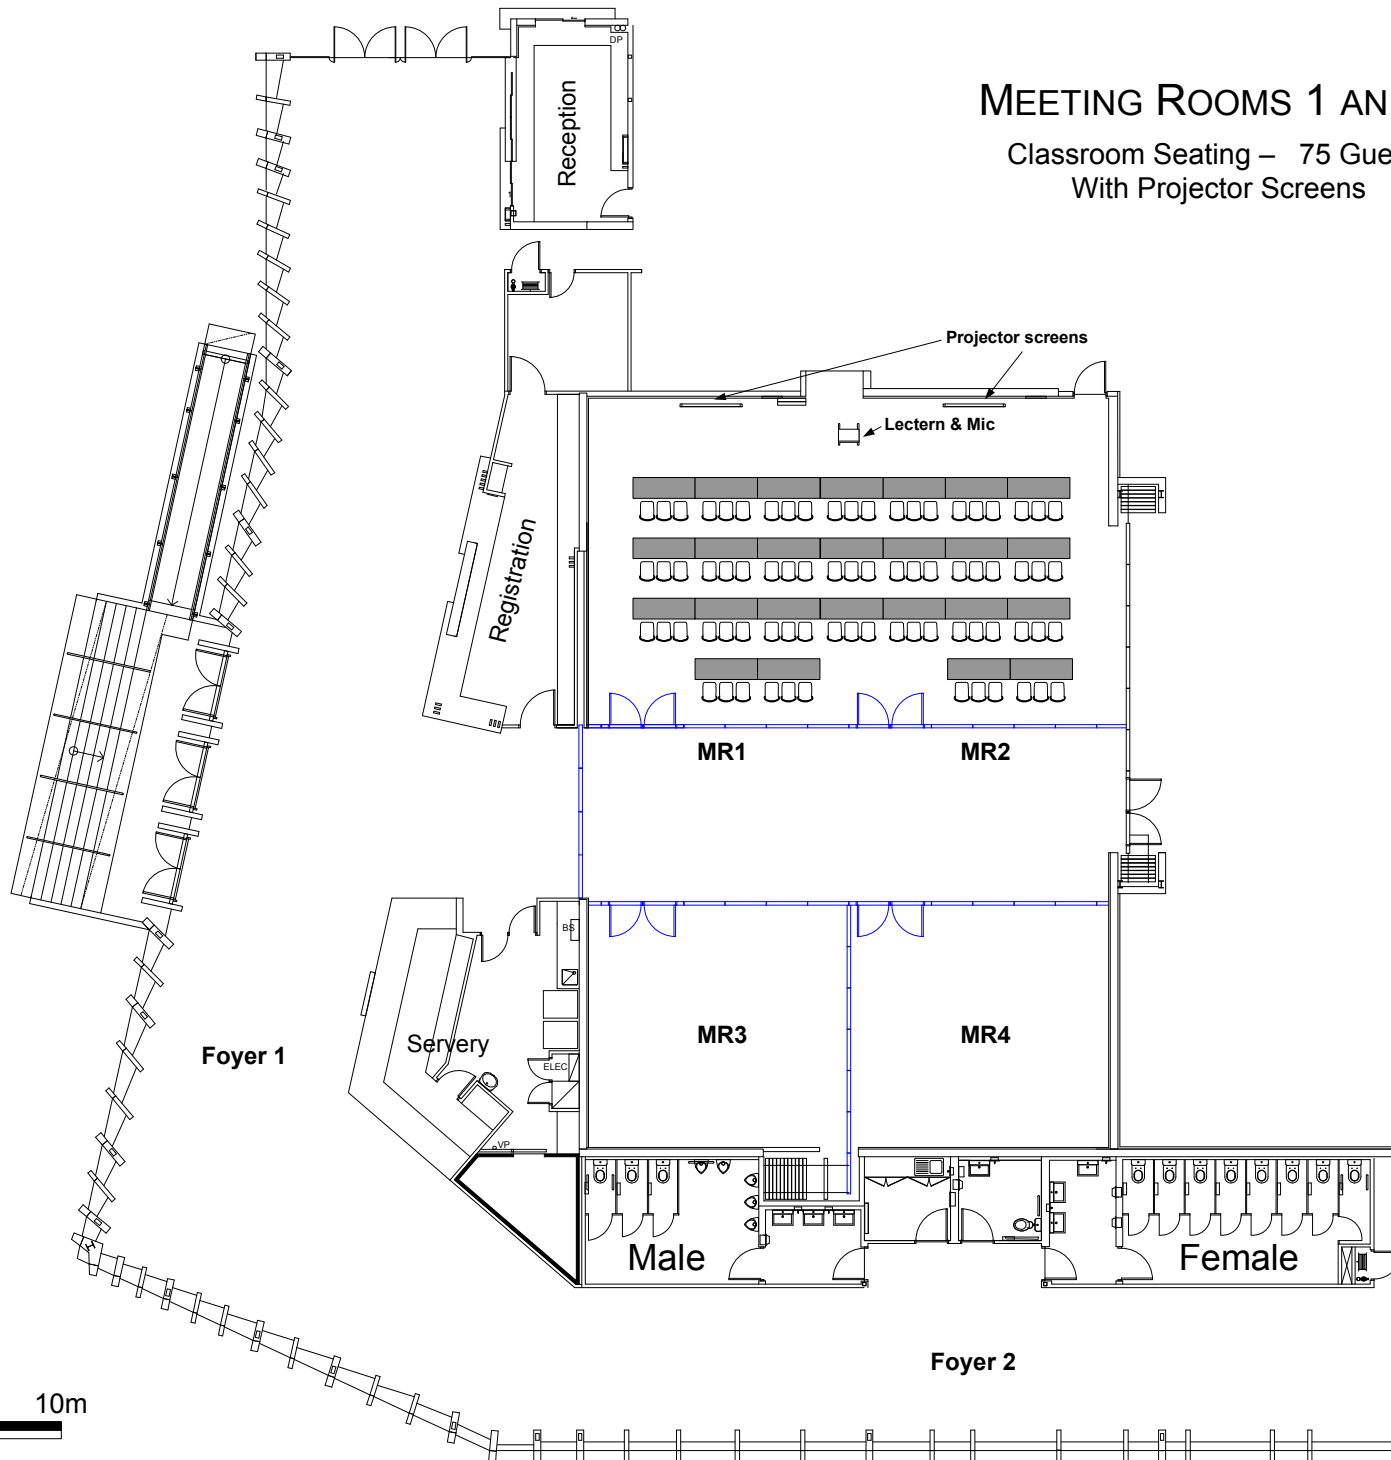 DP
Reception
MEETING ROOMS 1 AN
Classroom Seating – 75 Gue
With Projector Screens
Projector screens
Lectern & Mic
Registration
MR1
MR2
BS
Servery
ELEC
VP
MR3
MR4
Foyer 1
Male
Female
Foyer 2
10m